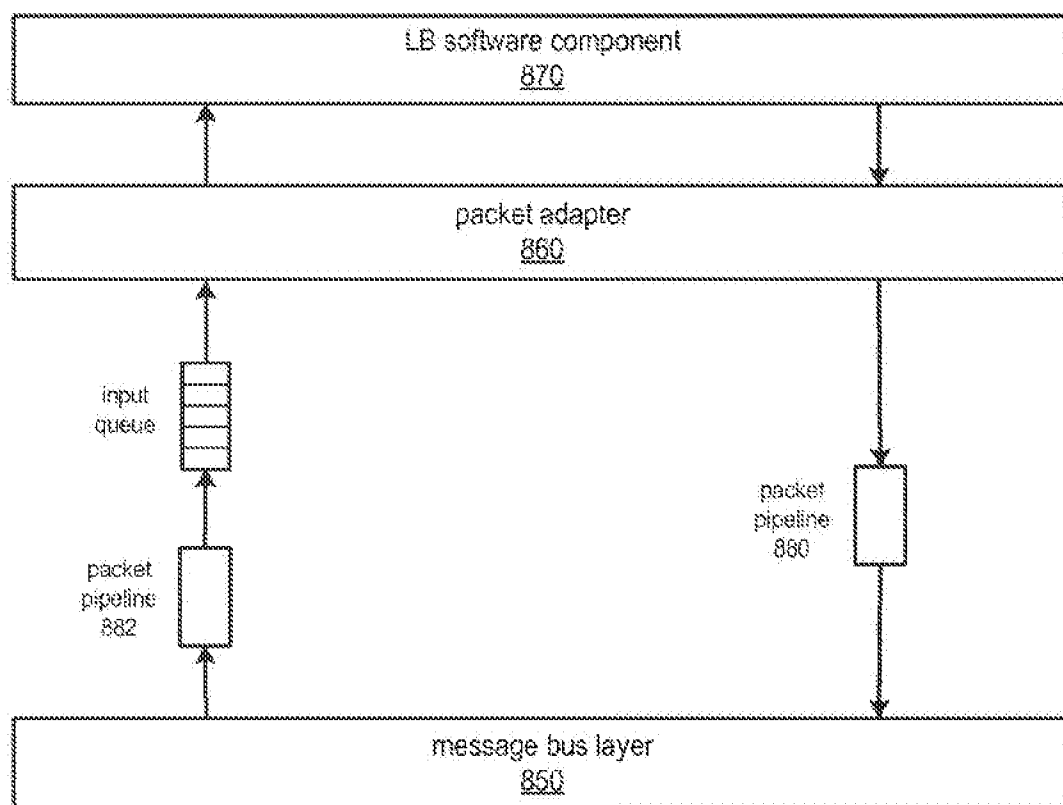 LB software component
870
packet adapter
860
input
queue
packet
pipeline
880
packet
pipeline
882
message bus layer
850